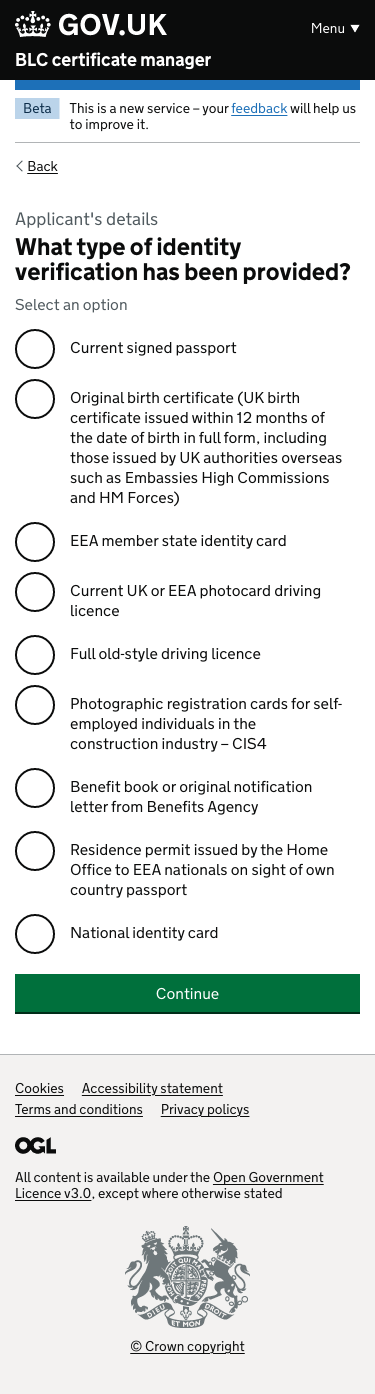 GOV.UK
Menu ▼
BLC certificate manager
Beta
This is a new service – your feedback will help us
to improve it.
Back
Applicant's details
What type of identity
verification has been provided?
Select an option
Current signed passport
Original birth certificate (UK birth
certificate issued within 12 months of
the date of birth in full form, including
those issued by UK authorities overseas
such as Embassies High Commissions
and HM Forces)
EEA member state identity card
Current UK or EEA photocard driving
licence
Full old-style driving licence
Photographic registration cards for self-
employed individuals in the
construction industry – CIS4
Benefit book or original notification
letter from Benefits Agency
Residence permit issued by the Home
Office to EEA nationals on sight of own
country passport
National identity card
Continue
Cookies Accessibility statement
Terms and conditions Privacy policys
OGL
All content is available under the Open Government
Licence v3.0, except where otherwise stated
DIEU ET MON DROIT
© Crown copyright